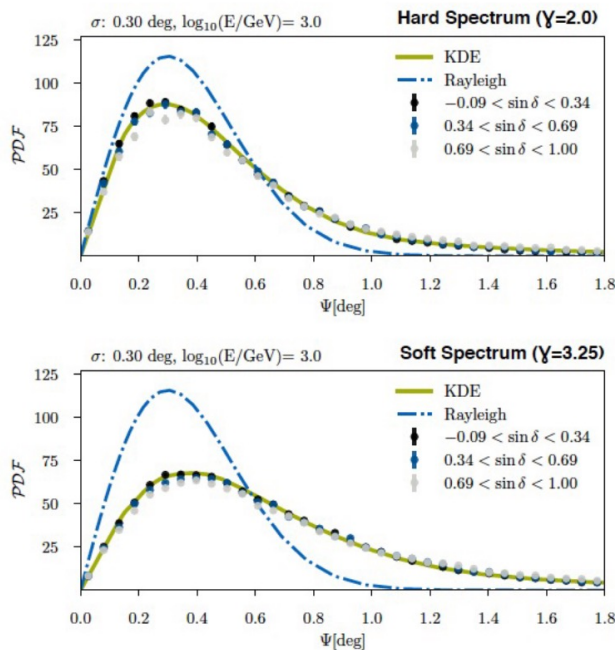 σ: 0.30 deg, log₁₀(E/GeV)= 3.0
Hard Spectrum (γ=2.0)
125
100
75
50
25
PDF
KDE
Rayleigh
−0.09 < sin δ < 0.34
0.34 < sin δ < 0.69
0.69 < sin δ < 1.00
0.0 0.2 0.4 0.6 0.8 1.0 1.2 1.4 1.6 1.8
Ψ[deg]
σ: 0.30 deg, log₁₀(E/GeV)= 3.0
Soft Spectrum (γ=3.25)
125
100
75
50
25
PDF
KDE
Rayleigh
−0.09 < sin δ < 0.34
0.34 < sin δ < 0.69
0.69 < sin δ < 1.00
0.0 0.2 0.4 0.6 0.8 1.0 1.2 1.4 1.6 1.8
Ψ[deg]